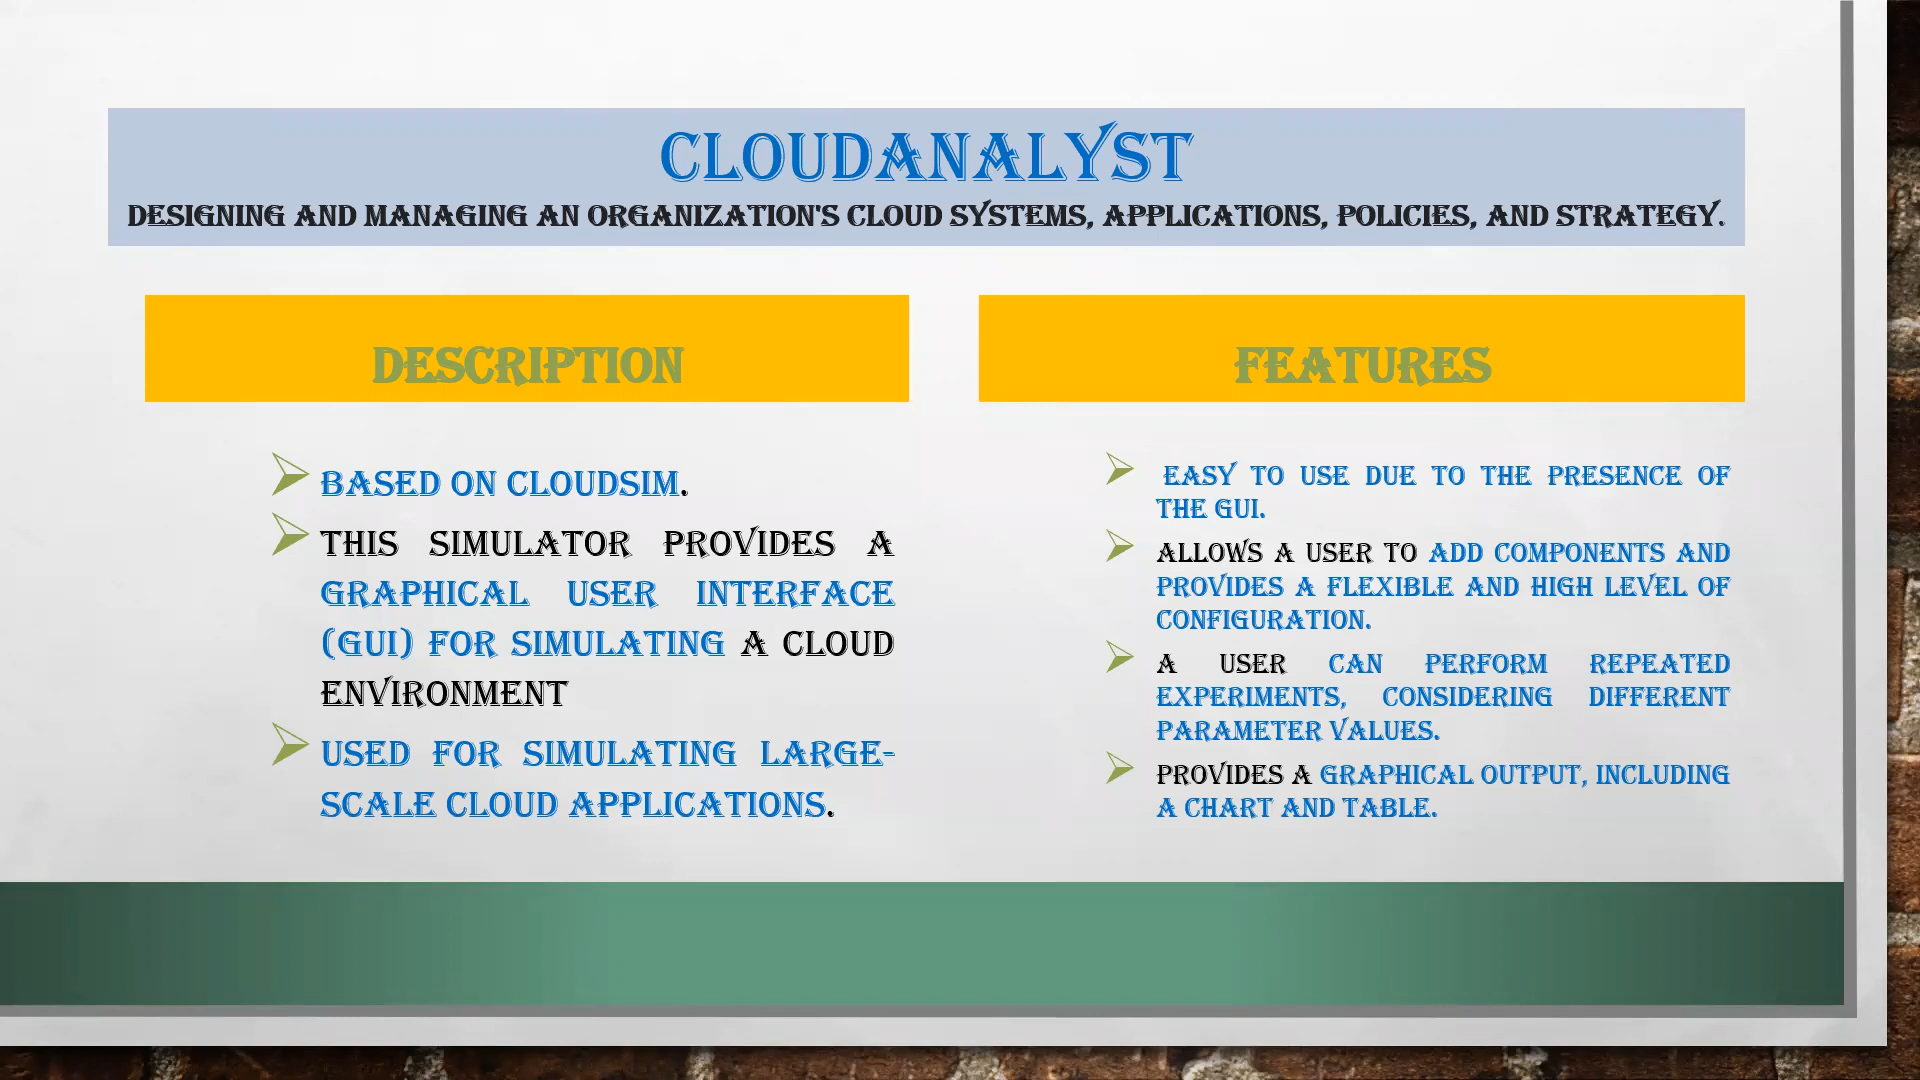 CLOUDANALYST
DESIGNING AND MANAGING AN ORGANIZATION'S CLOUD SYSTEMS, APPLICATIONS, POLICIES, AND STRATEGY.
DESCRIPTION
BASED ON CLOUDSIM.
THIS SIMULATOR PROVIDES A
GRAPHICAL USER INTERFACE
(GUI) FOR SIMULATING A CLOUD
ENVIRONMENT
USED FOR SIMULATING LARGE-
SCALE CLOUD APPLICATIONS.
FEATURES
EASY TO USE DUE TO THE PRESENCE OF
THE GUI.
ALLOWS A USER TO ADD COMPONENTS AND
PROVIDES A FLEXIBLE AND HIGH LEVEL OF
CONFIGURATION.
A USER CAN PERFORM REPEATED
EXPERIMENTS, CONSIDERING DIFFERENT
PARAMETER VALUES.
PROVIDES A GRAPHICAL OUTPUT, INCLUDING
A CHART AND TABLE.